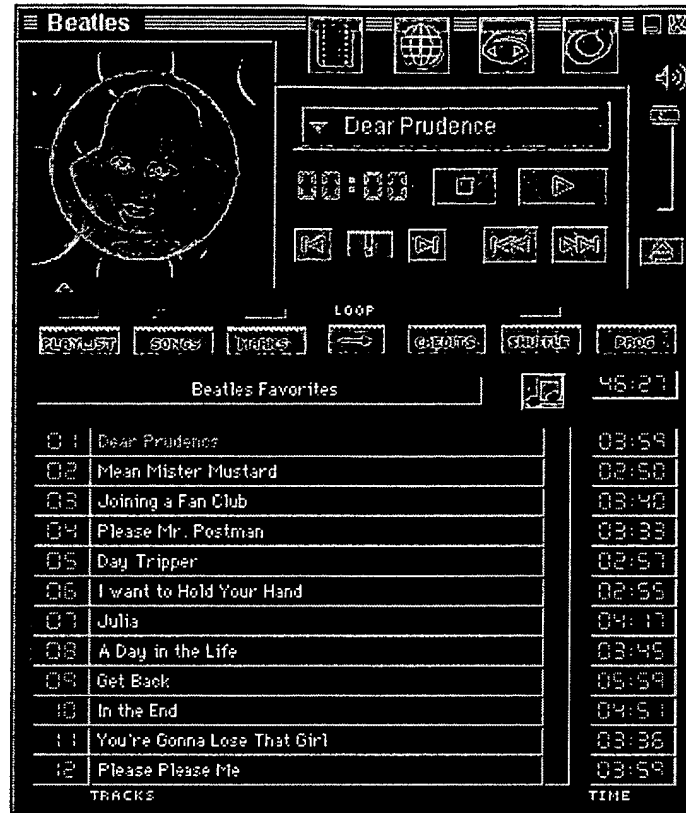 Beatles
Dear Prudence
00:00
LOOP
PLAYLIST SONGS MARKS CREDITS SHUFFLE PROG
Beatles Favorites 46:27
01 Dear Prudence 03:59
02 Mean Mister Mustard 02:50
03 Joining a Fan Club 03:40
04 Please Mr. Postman 03:33
05 Day Tripper 02:57
06 I want to Hold Your Hand 02:55
07 Julia 04:17
08 A Day in the Life 03:45
09 Get Back 05:59
10 In the End 04:51
11 You're Gonna Lose That Girl 03:36
12 Please Please Me 03:59
TRACKS TIME